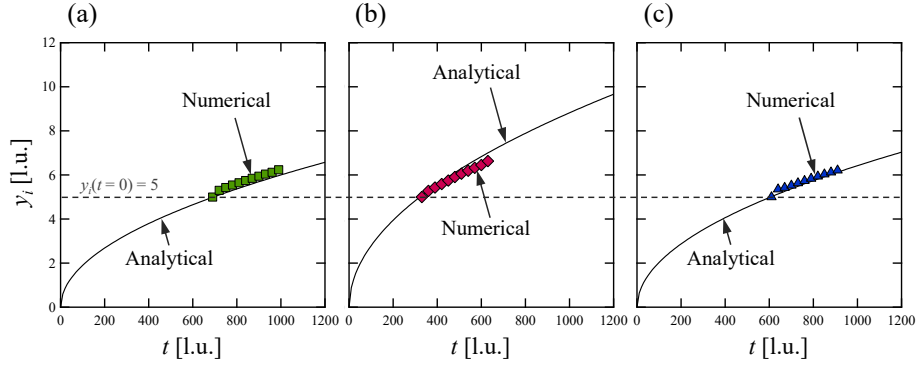 (a) (b) (c)
12
10
8
6
4
2
0
y_i [l.u.]
Numerical
y_i(t = 0) = 5
Analytical
0 200 400 600 800 1000 1200
t [l.u.]
Analytical
Numerical
0 200 400 600 800 1000 1200
t [l.u.]
Numerical
Analytical
0 200 400 600 800 1000 1200
t [l.u.]